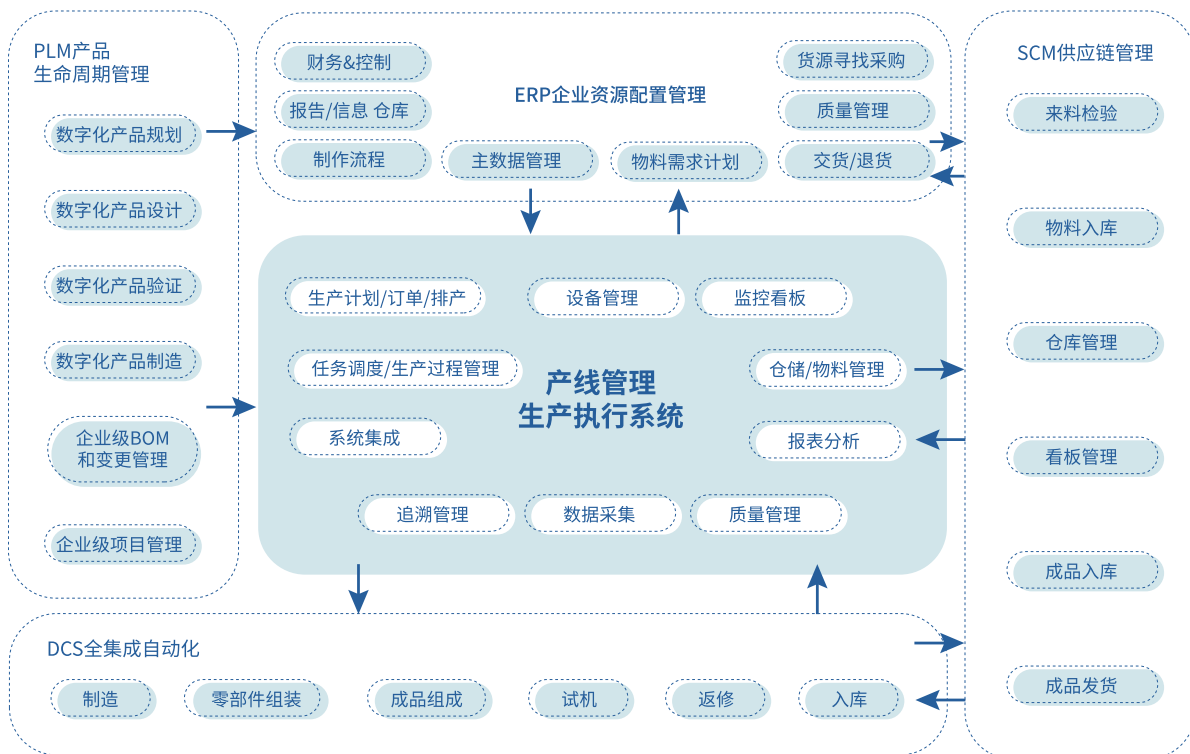 PLM产品
生命周期管理
数字化产品规划
数字化产品设计
数字化产品验证
数字化产品制造
企业级BOM
和变更管理
企业级项目管理
ERP企业资源配置管理
财务&控制
报告/信息 仓库
制作流程
主数据管理
物料需求计划
货源寻找采购
质量管理
交货/退货
产线管理
生产执行系统
生产计划/订单/排产
设备管理
监控看板
任务调度/生产过程管理
仓储/物料管理
系统集成
报表分析
追溯管理
数据采集
质量管理
SCM供应链管理
来料检验
物料入库
仓库管理
看板管理
成品入库
成品发货
DCS全集成自动化
制造
零部件组装
成品组成
试机
返修
入库